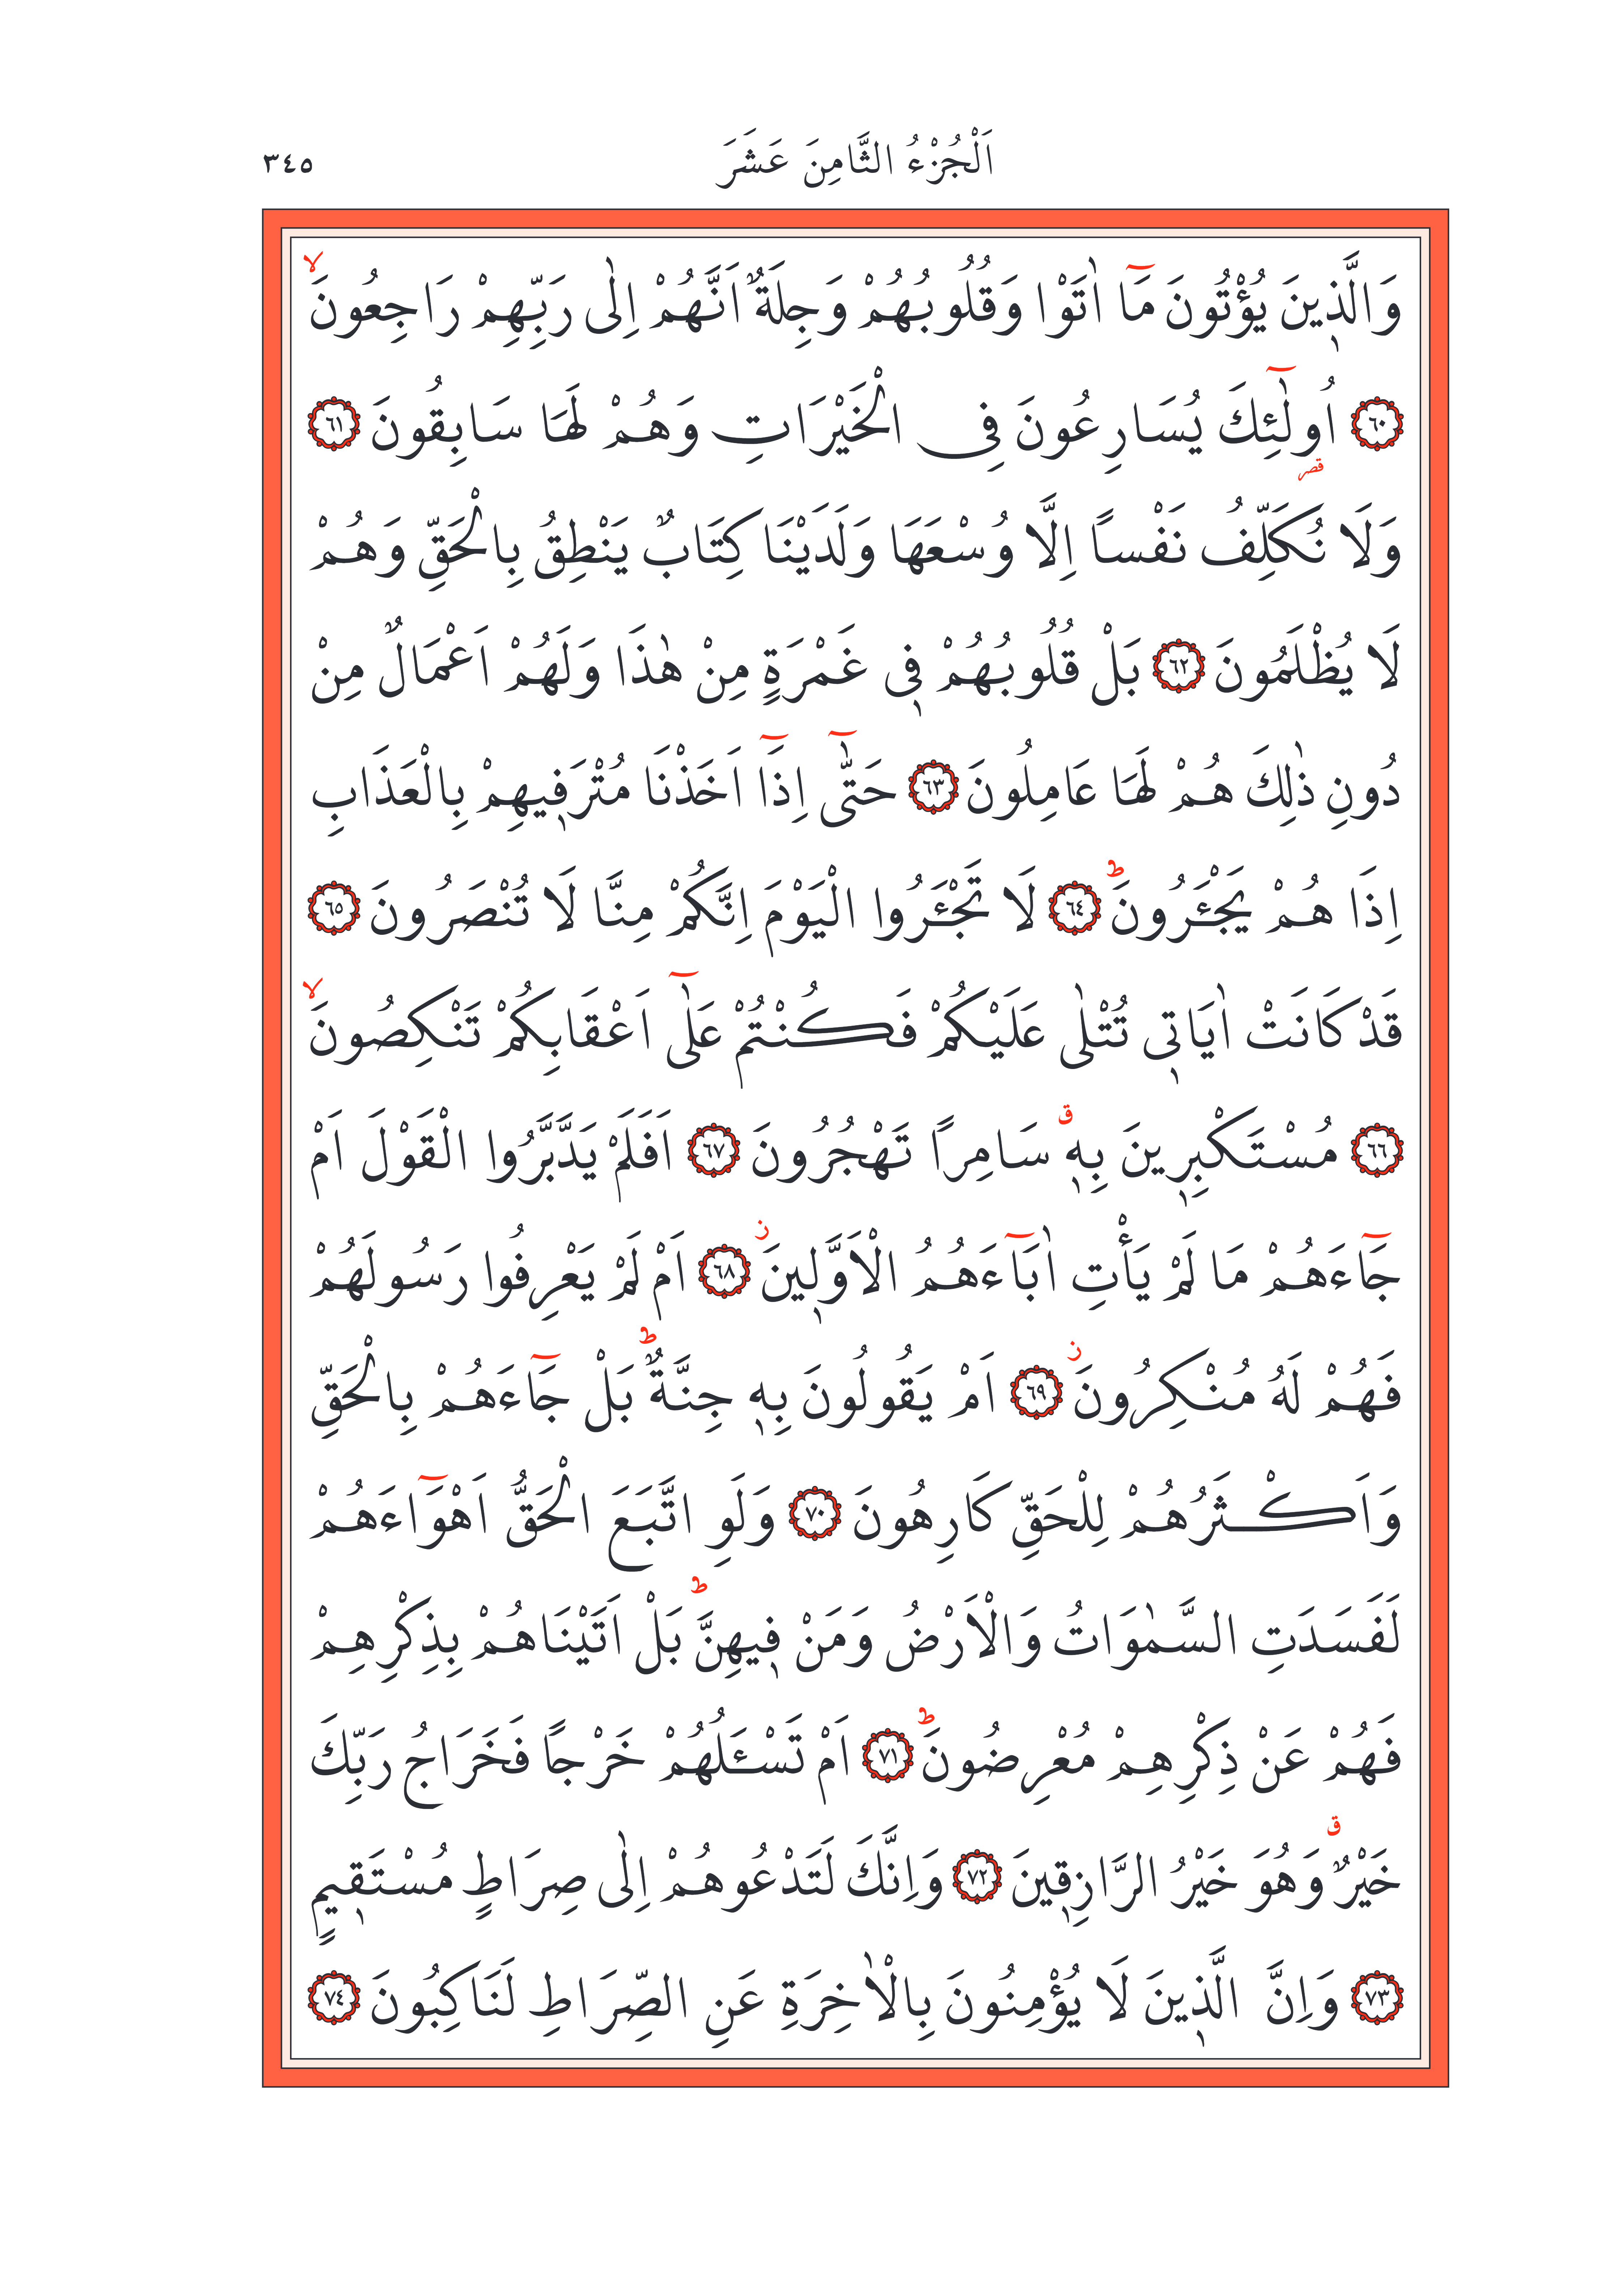 اَلْجُزْءُ الثَّامِنَ عَشَرَ ٣٤٥
وَالَّذ۪ينَ يُؤْتُونَ مَٓا اٰتَوْا وَقُلُوبُهُمْ وَجِلَةٌ اَنَّهُمْ اِلٰى رَبِّهِمْ رَاجِعُونَۙ
﴿٦٠﴾ اُو۬لٰٓئِكَ يُسَارِعُونَ فِى الْخَيْرَاتِ وَهُمْ لَهَا سَابِقُونَ ﴿٦١﴾
وَلَا نُكَلِّفُ نَفْساً اِلَّا وُسْعَهَا وَلَدَيْنَا كِتَابٌ يَنْطِقُ بِالْحَقِّ وَهُمْ
لَا يُظْلَمُونَ ﴿٦٢﴾ بَلْ قُلُوبُهُمْ ف۪ى غَمْرَةٍ مِنْ هٰذَا وَلَهُمْ اَعْمَالٌ مِنْ
دُونِ ذٰلِكَ هُمْ لَهَا عَامِلُونَ ﴿٦٣﴾ حَتّٰٓى اِذَٓا اَخَذْنَا مُتْرَف۪يهِمْ بِالْعَذَابِ
اِذَا هُمْ يَجْـَٔرُونَۜ ﴿٦٤﴾ لَا تَجْـَٔرُوا الْيَوْمَ اِنَّكُمْ مِنَّا لَا تُنْصَرُونَ ﴿٦٥﴾
قَدْ كَانَتْ اٰيَات۪ى تُتْلٰى عَلَيْكُمْ فَكُنْتُمْ عَلٰٓى اَعْقَابِكُمْ تَنْكِصُونَۙ
﴿٦٦﴾ مُسْتَكْبِر۪ينَ بِه۪ۗ سَامِراً تَهْجُرُونَ ﴿٦٧﴾ اَفَلَمْ يَدَّبَّرُوا الْقَوْلَ اَمْ
جَٓاءَهُمْ مَا لَمْ يَأْتِ اٰبَٓاءَهُمُ الْاَوَّل۪ينَۘ ﴿٦٨﴾ اَمْ لَمْ يَعْرِفُوا رَسُولَهُمْ
فَهُمْ لَهُ مُنْكِرُونَۘ ﴿٦٩﴾ اَمْ يَقُولُونَ بِه۪ جِنَّةٌۜ بَلْ جَٓاءَهُمْ بِالْحَقِّ
وَاَكْثَرُهُمْ لِلْحَقِّ كَارِهُونَ ﴿٧٠﴾ وَلَوِ اتَّبَعَ الْحَقُّ اَهْوَٓاءَهُمْ
لَفَسَدَتِ السَّمٰوَاتُ وَالْاَرْضُ وَمَنْ ف۪يهِنَّۜ بَلْ اَتَيْنَاهُمْ بِذِكْرِهِمْ
فَهُمْ عَنْ ذِكْرِهِمْ مُعْرِضُونَۜ ﴿٧١﴾ اَمْ تَسْـَٔلُهُمْ خَرْجاً فَخَرَاجُ رَبِّكَ
خَيْرٌۗ وَهُوَ خَيْرُ الرَّازِق۪ينَ ﴿٧٢﴾ وَاِنَّكَ لَتَدْعُوهُمْ اِلٰى صِرَاطٍ مُسْتَق۪يمٍ
﴿٧٣﴾ وَاِنَّ الَّذ۪ينَ لَا يُؤْمِنُونَ بِالْاٰخِرَةِ عَنِ الصِّرَاطِ لَنَاكِبُونَ ﴿٧٤﴾